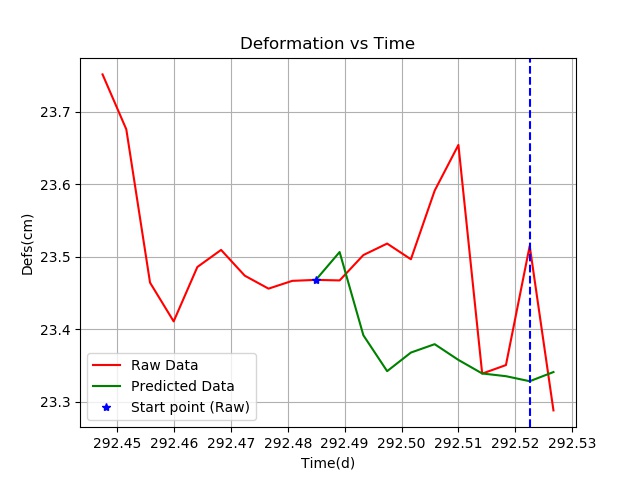 Deformation vs Time
Defs(cm)
23.7
23.6
23.5
23.4
23.3
Raw Data
Predicted Data
Start point (Raw)
292.45 292.46 292.47 292.48 292.49 292.50 292.51 292.52 292.53
Time(d)